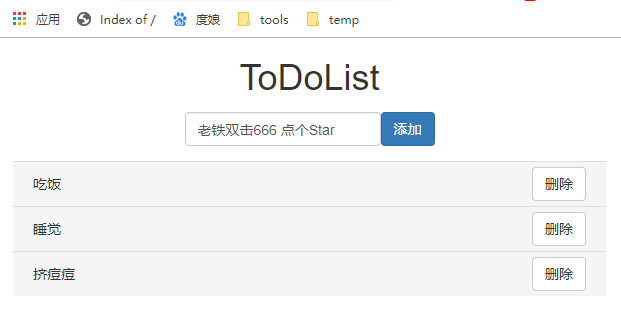 应用 Index of / 度娘 tools temp
ToDoList
老铁双击666 点个Star 添加
吃饭 删除
睡觉 删除
挤痘痘 删除